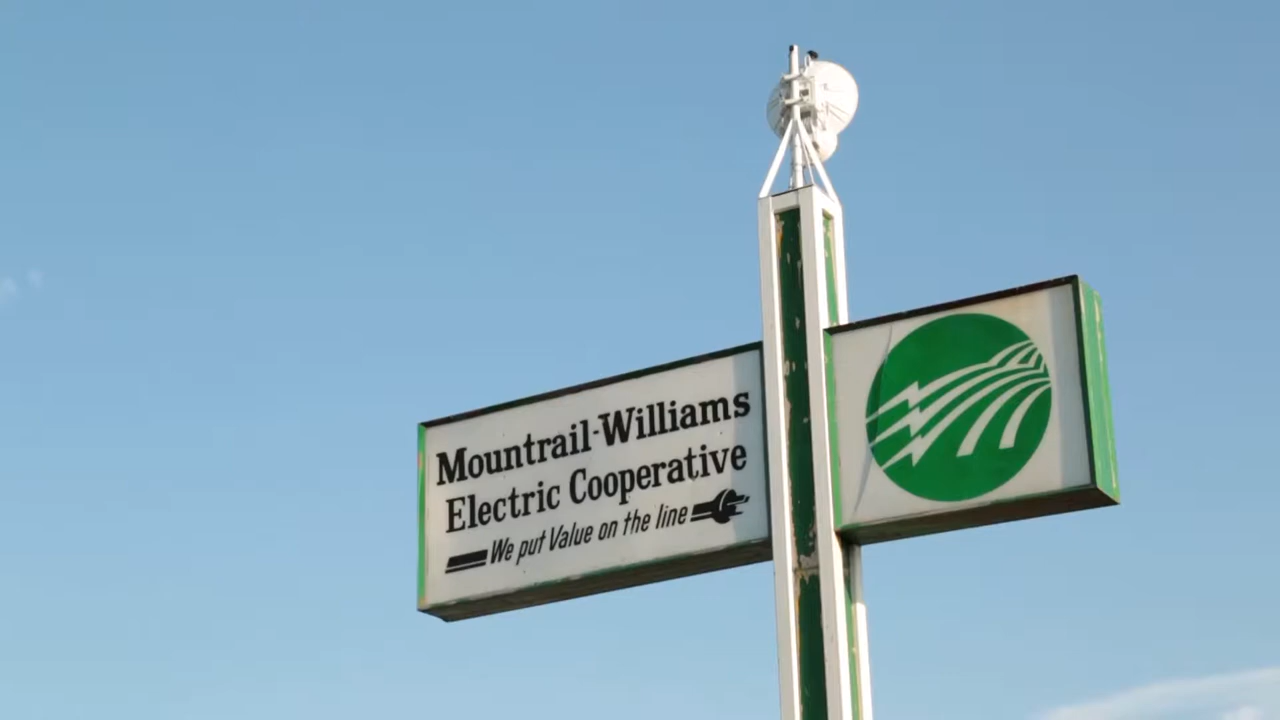 Mountrail-Williams
Electric Cooperative
We put Value on the line